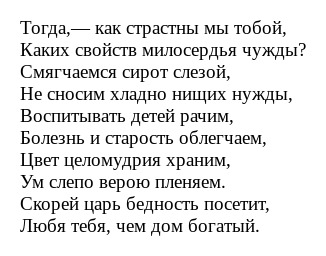 Тогда,— как страстны мы тобой,
Каких свойств милосердья чужды?
Смягчаемся сирот слезой,
Не сносим хладно нищих нужды,
Воспитывать детей рачим,
Болезнь и старость облегчаем,
Цвет целомудрия храним,
Ум слепо верою пленяем.
Скорей царь бедность посетит,
Любя тебя, чем дом богатый.